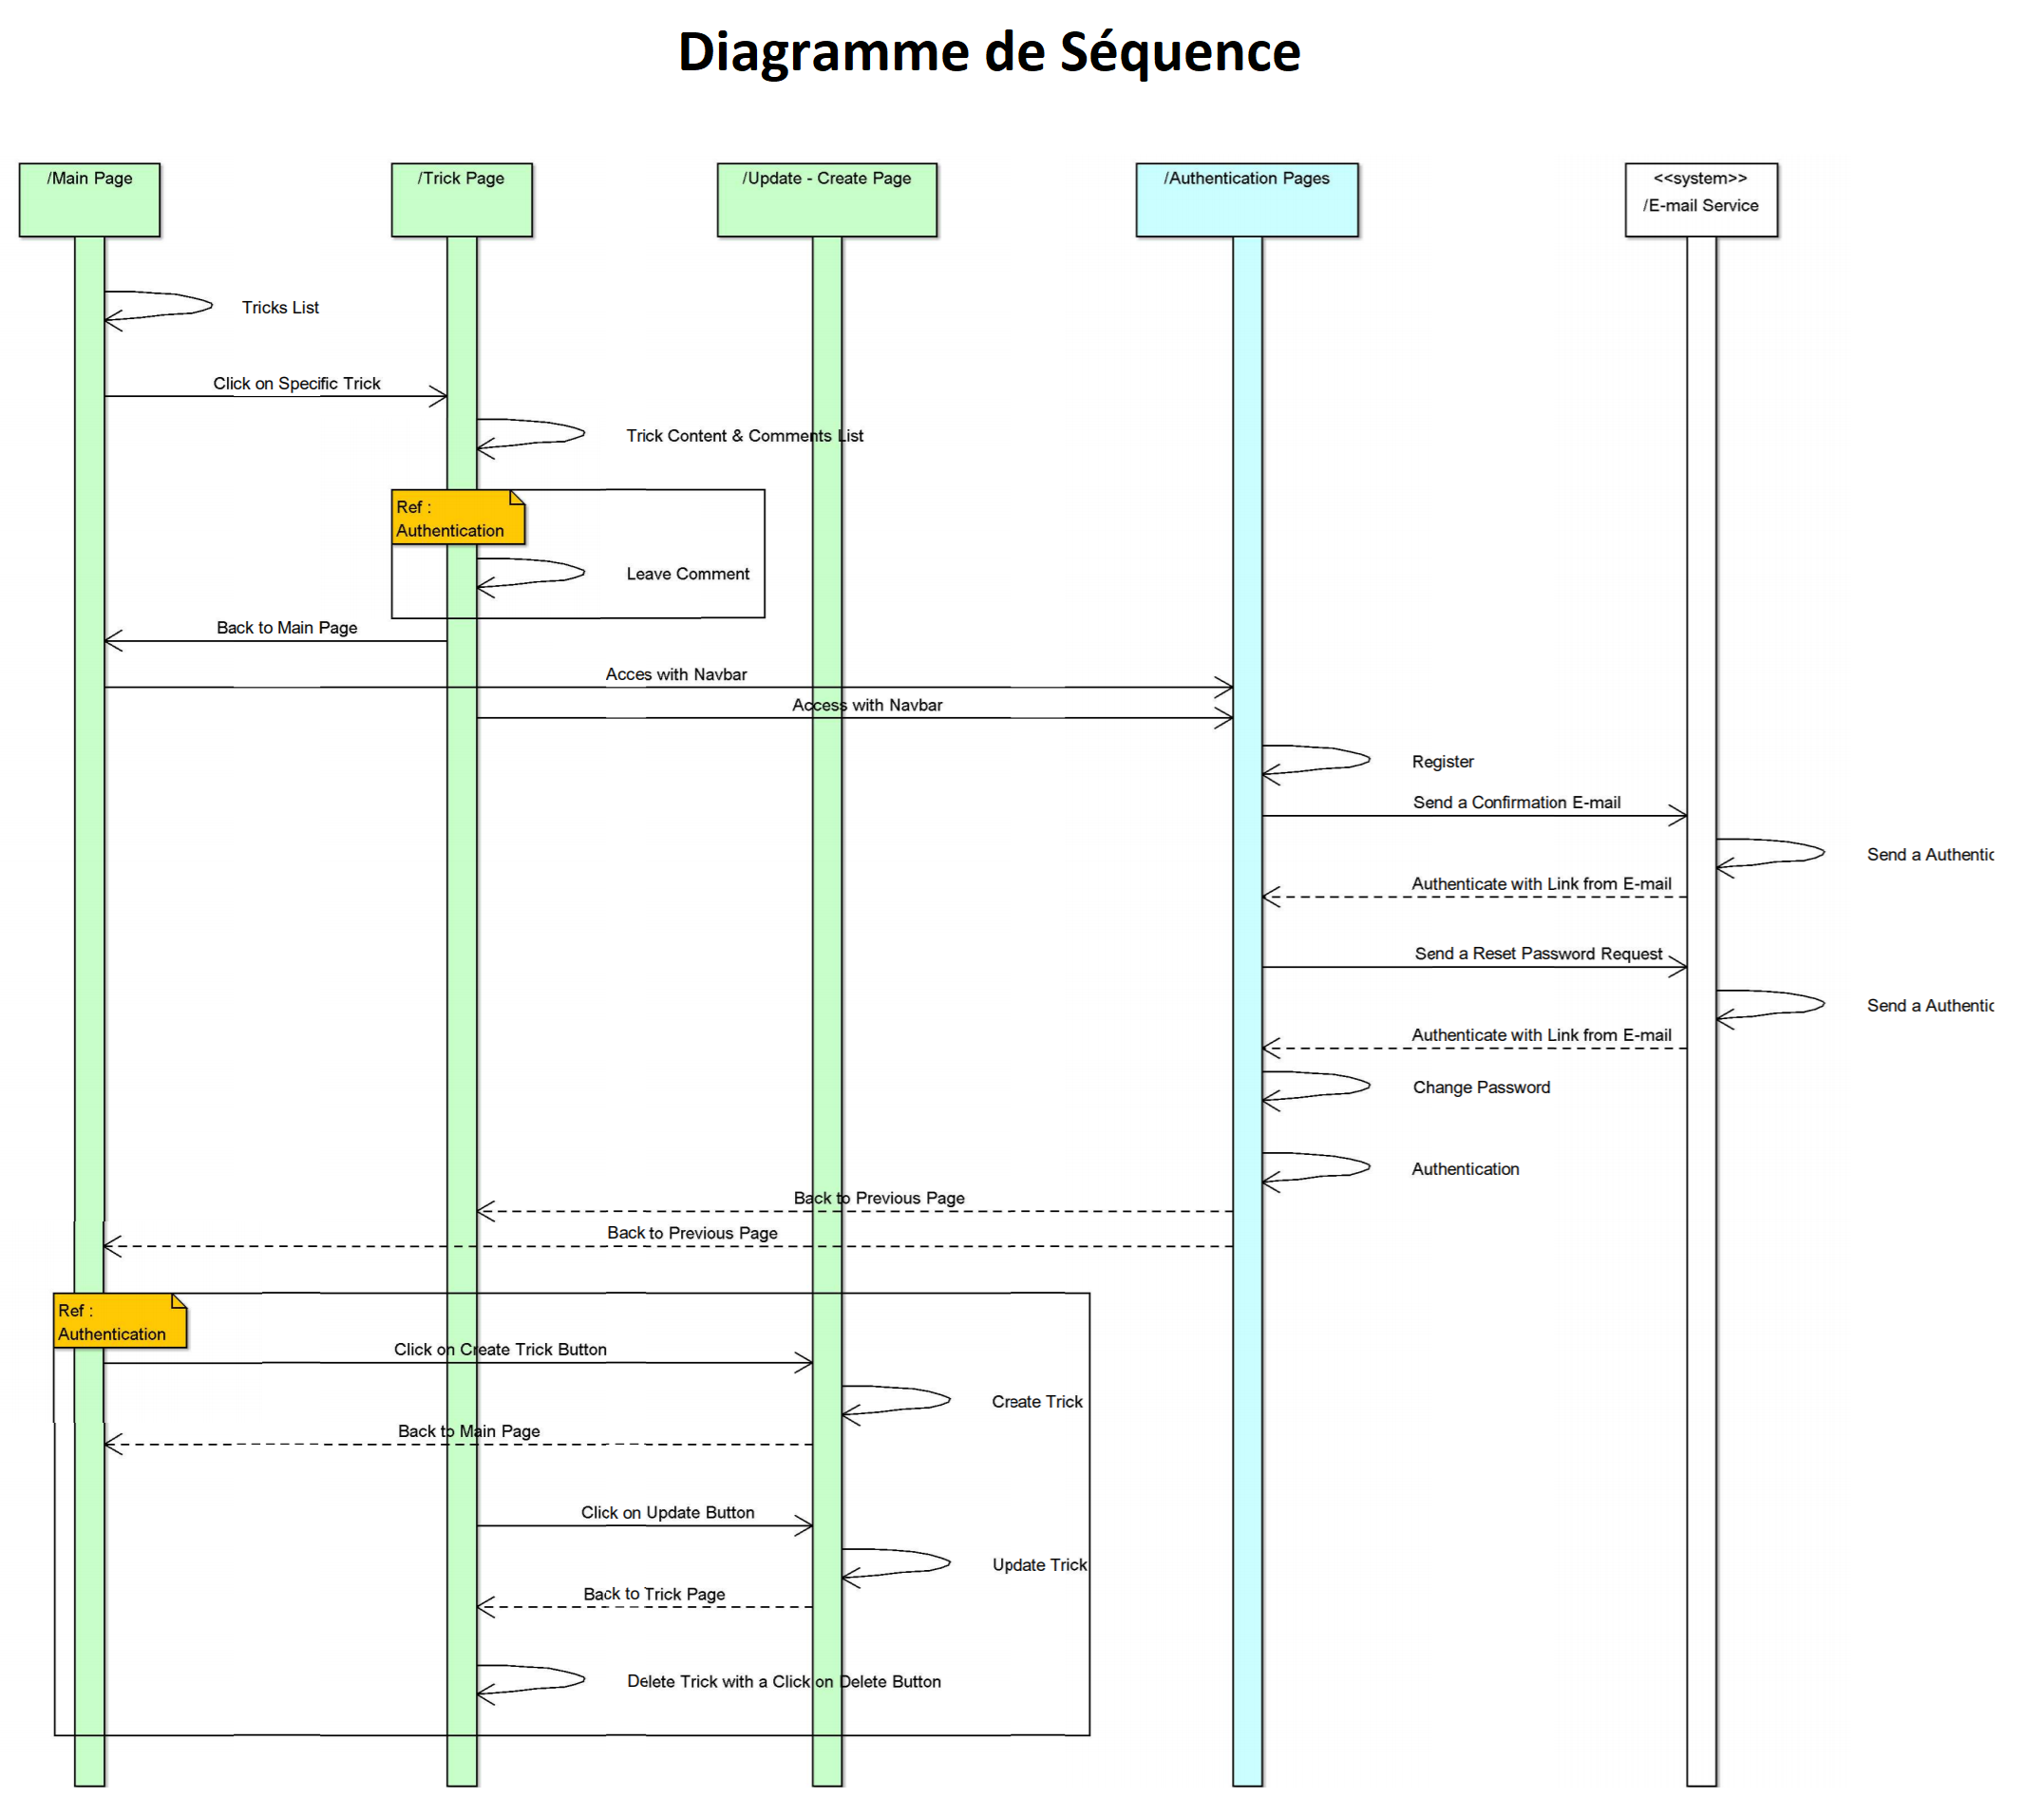 Diagramme de Séquence
/Main Page
/Trick Page
/Update - Create Page
/Authentication Pages
<<system>>
/E-mail Service
Tricks List
Click on Specific Trick
Trick Content & Comments List
Ref :
Authentication
Leave Comment
Back to Main Page
Acces with Navbar
Access with Navbar
Register
Send a Confirmation E-mail
Send a
Authenticate with Link from E-mail
Send a Reset Password Request
Send a
Authenticate with Link from E-mail
Change Password
Authentication
Back to Previous Page
Back to Previous Page
Ref :
Authentication
Click on Create Trick Button
Create Trick
Back to Main Page
Click on Update Button
Update Trick
Back to Trick Page
Delete Trick with a Click on Delete Button